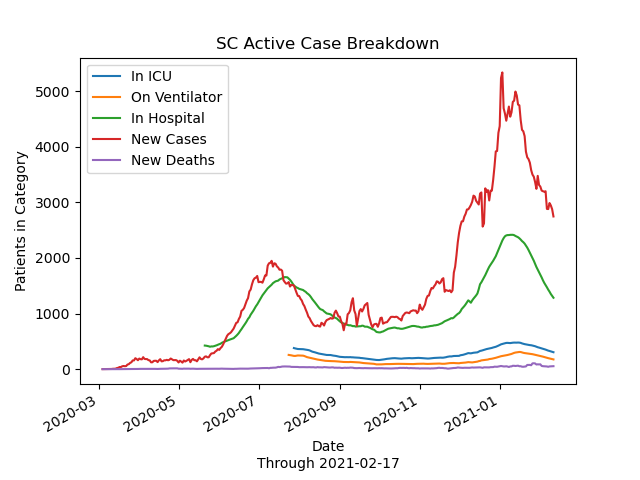 SC Active Case Breakdown
In ICU
On Ventilator
In Hospital
New Cases
New Deaths
Patients in Category
5000
4000
3000
2000
1000
0
2020-03
2020-05
2020-07
2020-09
2020-11
2021-01
Date
Through 2021-02-17